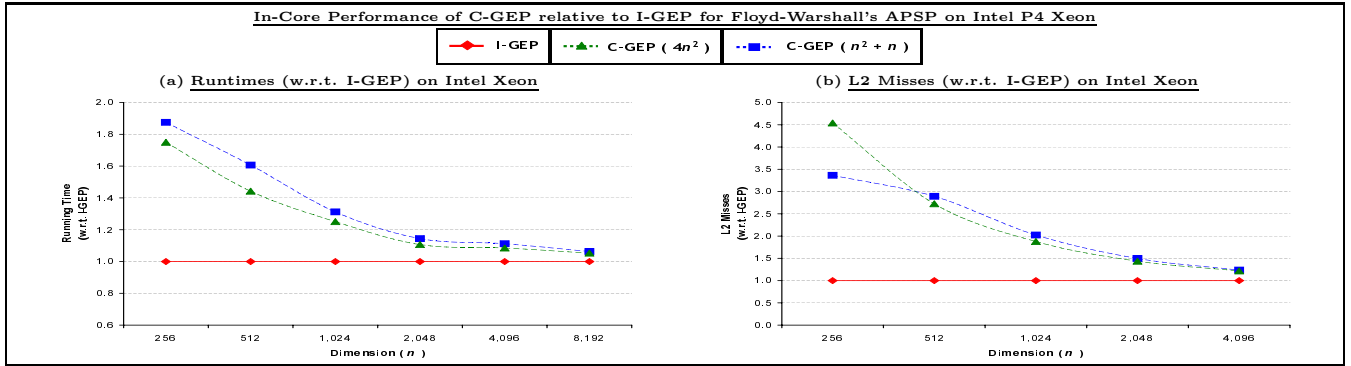 In-Core Performance of C-GEP relative to I-GEP for Floyd-Warshall's APSP on Intel P4 Xeon
I-GEP
C-GEP ( 4n² )
C-GEP ( n² + n )
(a) Runtimes (w.r.t. I-GEP) on Intel Xeon
2.0
1.8
1.6
1.4
1.2
1.0
0.8
0.6
Running Time
(w.r.t. I-GEP)
256 512 1,024 2,048 4,096 8,192
Dimension ( n )
(b) L2 Misses (w.r.t. I-GEP) on Intel Xeon
5.0
4.5
4.0
3.5
3.0
2.5
2.0
1.5
1.0
0.5
0.0
L2 Misses
(w.r.t. I-GEP)
256 512 1,024 2,048 4,096
Dimension ( n )